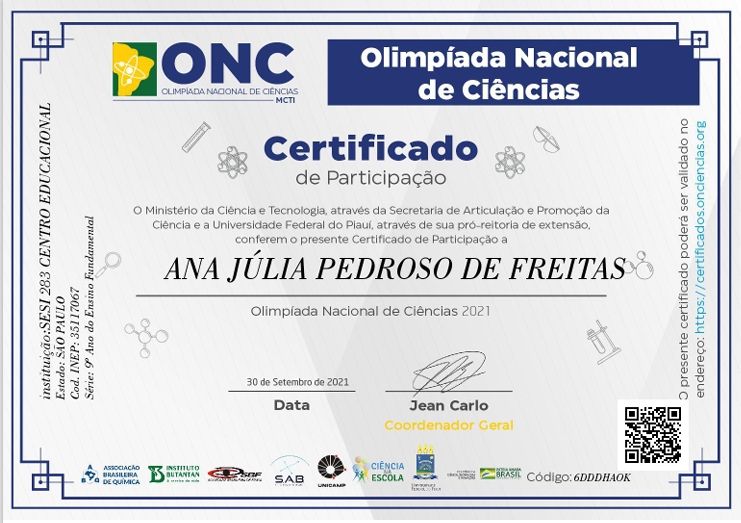 ONC
OLIMPÍADA NACIONAL DE CIÊNCIAS
MCTI
Olimpíada Nacional
de Ciências
Certificado
de Participação
O Ministério da Ciência e Tecnologia, através da Secretaria de Articulação e Promoção da
Ciência e a Universidade Federal do Piauí, através de sua pró-reitoria de extensão,
conferem o presente Certificado de Participação a
ANA JÚLIA PEDROSO DE FREITAS
Olimpíada Nacional de Ciências 2021
instituição:SESI 283 CENTRO EDUCACIONAL
Estado: SÃO PAULO
Cod. INEP: 35117067
Série: 9º Ano do Ensino Fundamental
O presente certificado poderá ser validado no
endereço: https://certificados.onciencias.org
30 de Setembro de 2021
Data
Jean Carlo
Coordenador Geral
ASSOCIAÇÃO
BRASILEIRA
DE QUÍMICA
INSTITUTO
BUTANTAN
A serviço da vida
SBF
SAB
UNICAMP
CIÊNCIA
NA
ESCOLA
PÁTRIA AMADA
BRASIL
Código: 6DDDHAOK